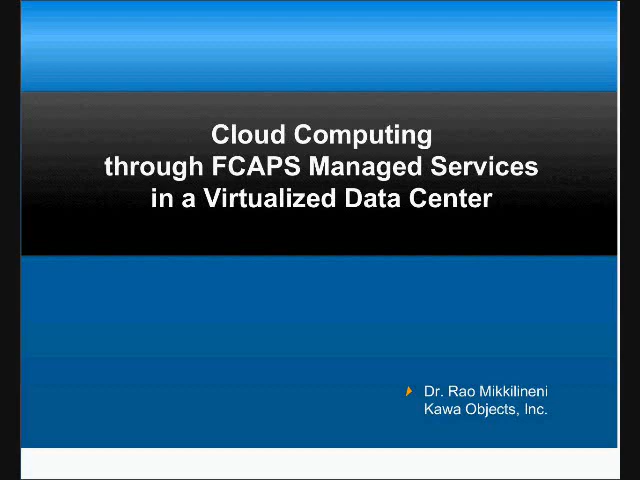 Cloud Computing
through FCAPS Managed Services
in a Virtualized Data Center
Dr. Rao Mikkilineni
Kawa Objects, Inc.